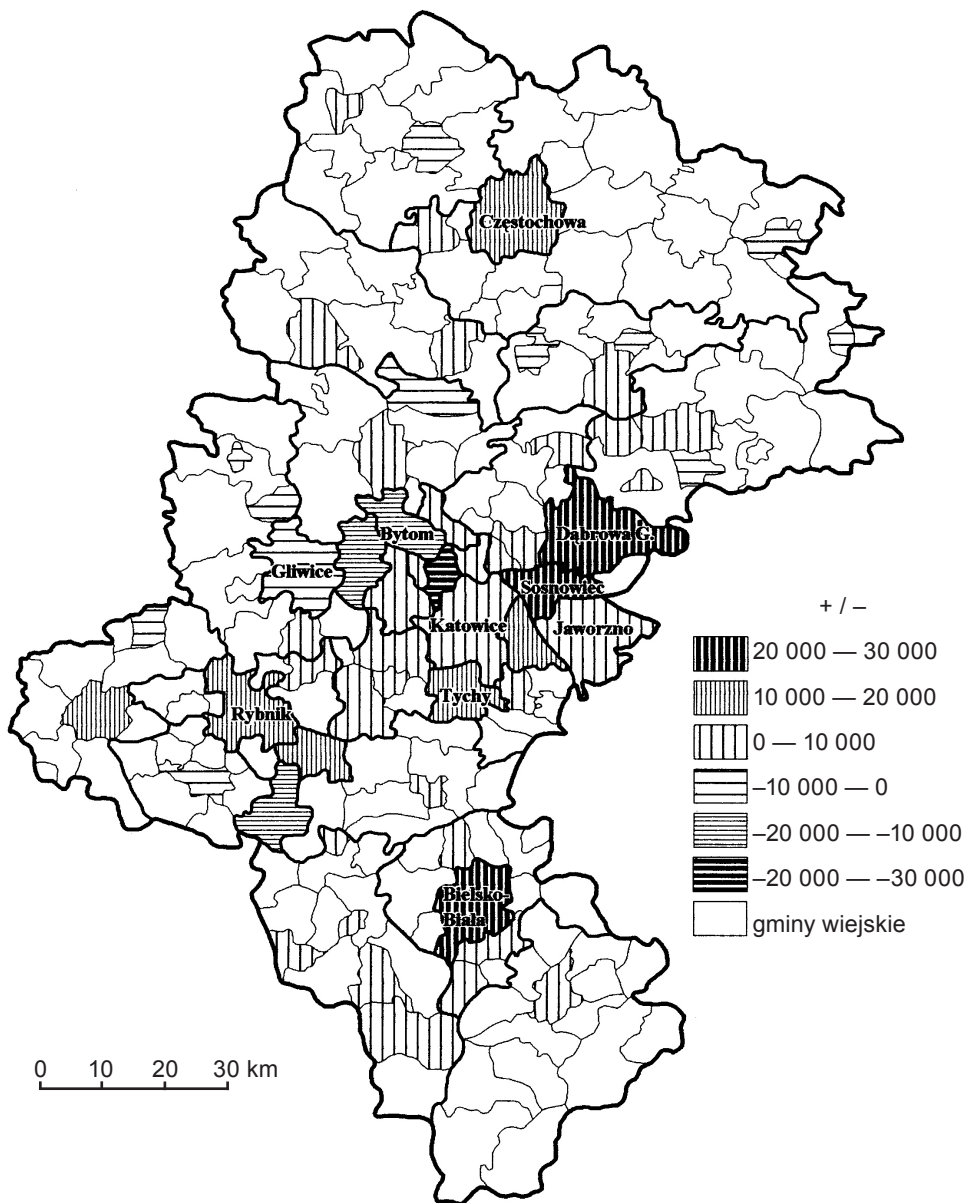 Częstochowa
Bytom
Dąbrowa G.
Gliwice
Sosnowiec
Katowice
Jaworzno
Tychy
Rybnik
Bielsko-
Biała
+ / –
20 000 — 30 000
10 000 — 20 000
0 — 10 000
–10 000 — 0
–20 000 — –10 000
–20 000 — –30 000
gminy wiejskie
0 10 20 30 km